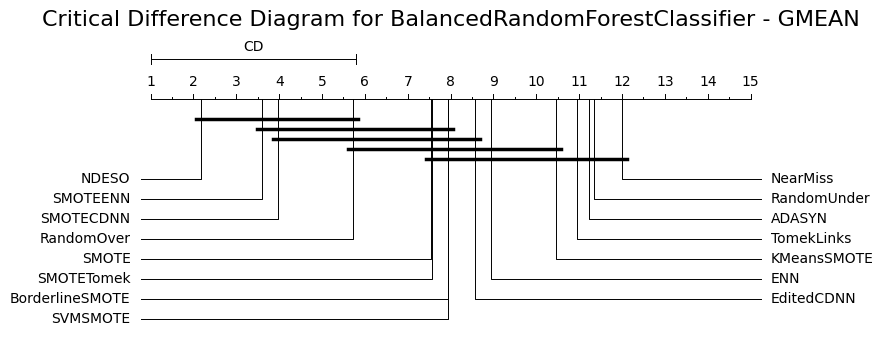 Critical Difference Diagram for BalancedRandomForestClassifier - GMEAN
CD
1 2 3 4 5 6 7 8 9 10 11 12 13 14 15
NDESO NearMiss
SMOTEENN RandomUnder
SMOTECDNN ADASYN
RandomOver TomekLinks
SMOTE KMeansSMOTE
SMOTETomek ENN
BorderlineSMOTE EditedCDNN
SVMSMOTE